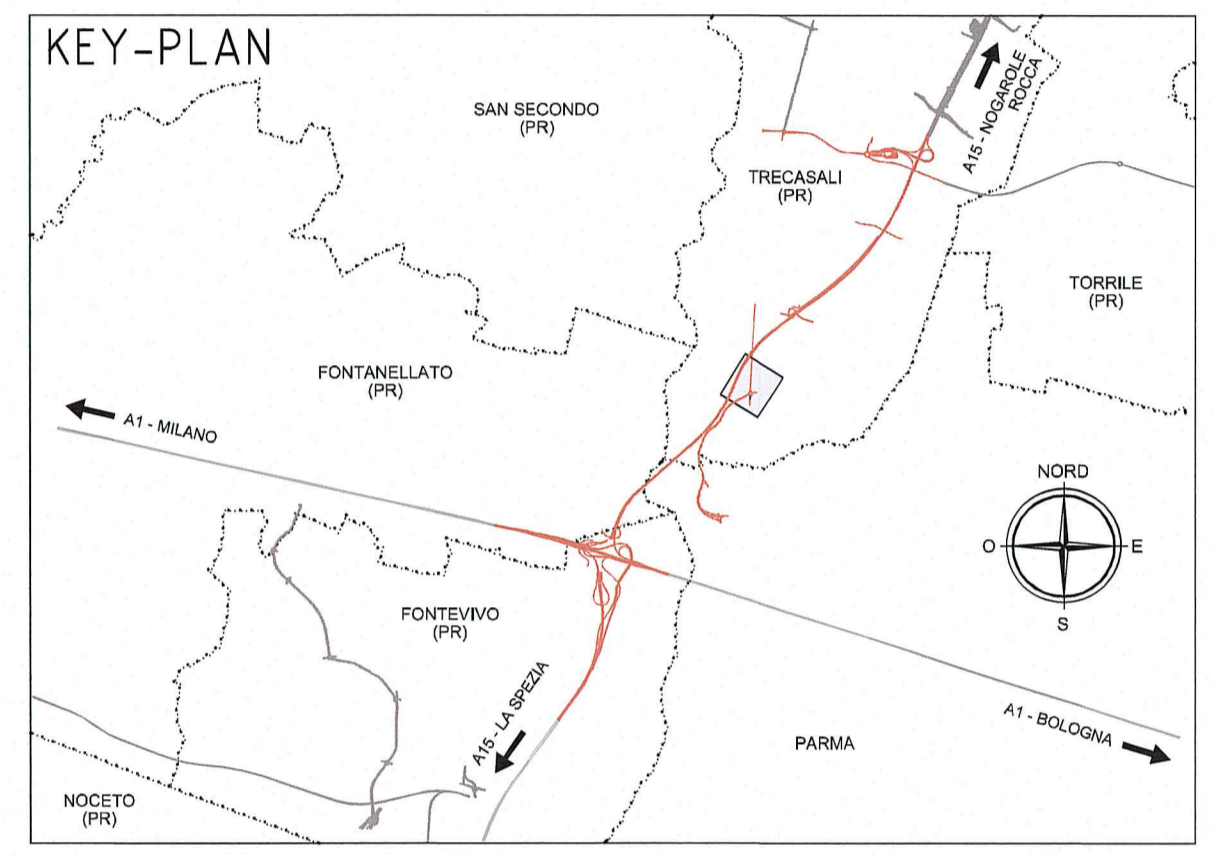 KEY-PLAN
SAN SECONDO
(PR)
A15 - NOGAROLE
ROCCA
TRECASALI
(PR)
TORRILE
(PR)
FONTANELLATO
(PR)
A1 - MILANO
NORD
O
E
S
FONTEVIVO
(PR)
A15 - LA SPEZIA
A1 - BOLOGNA
PARMA
NOCETO
(PR)